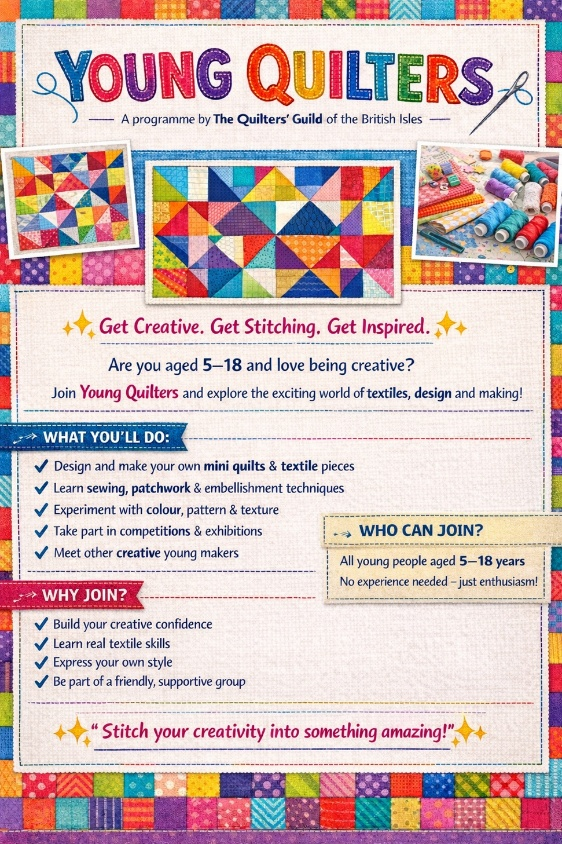 YOUNG QUILTERS
A programme by The Quilters' Guild of the British Isles
Get Creative. Get Stitching. Get Inspired.
Are you aged 5–18 and love being creative?
Join Young Quilters and explore the exciting world of textiles, design and making!
WHAT YOU'LL DO:
Design and make your own mini quilts & textile pieces
Learn sewing, patchwork & embellishment techniques
Experiment with colour, pattern & texture
Take part in competitions & exhibitions
Meet other creative young makers
WHO CAN JOIN?
All young people aged 5–18 years
No experience needed – just enthusiasm!
WHY JOIN?
Build your creative confidence
Learn real textile skills
Express your own style
Be part of a friendly, supportive group
"Stitch your creativity into something amazing!"